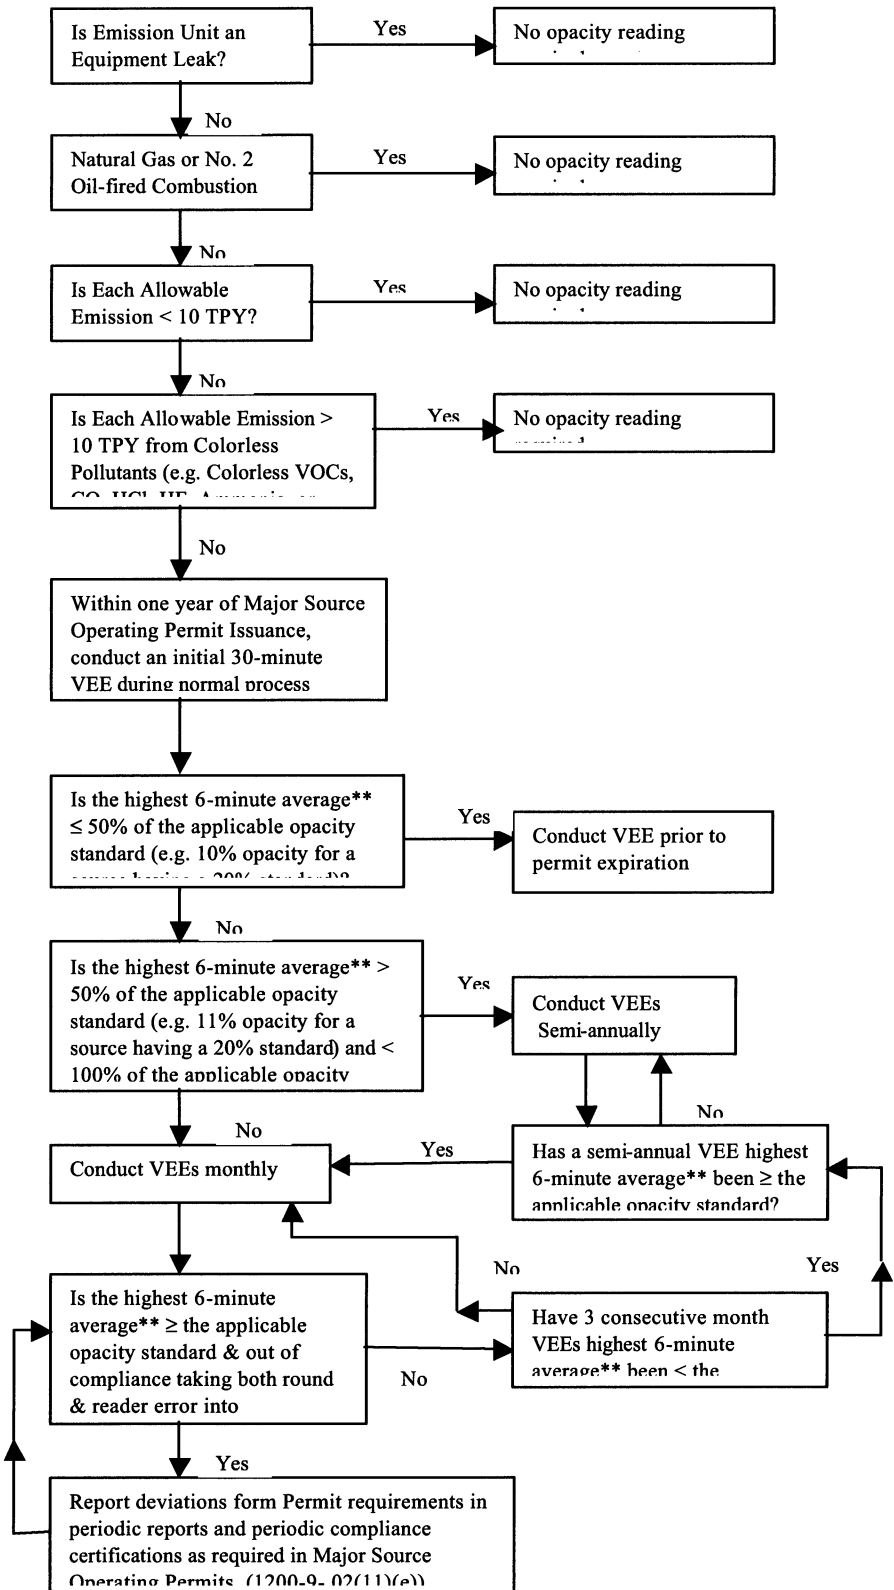 Is Emission Unit an
Equipment Leak?
Yes
No opacity reading
No
Natural Gas or No. 2
Oil-fired Combustion
Yes
No opacity reading
No
Is Each Allowable
Emission < 10 TPY?
Yes
No opacity reading
No
Is Each Allowable Emission >
10 TPY from Colorless
Pollutants (e.g. Colorless VOCs,
CO, HCl, HF, Ammonia, or
Yes
No opacity reading
required
No
Within one year of Major Source
Operating Permit Issuance,
conduct an initial 30-minute
VEE during normal process
Is the highest 6-minute average**
≤ 50% of the applicable opacity
standard (e.g. 10% opacity for a
source having a 20% standard)?
Yes
Conduct VEE prior to
permit expiration
No
Is the highest 6-minute average** >
50% of the applicable opacity
standard (e.g. 11% opacity for a
source having a 20% standard) and <
100% of the applicable opacity
Yes
Conduct VEEs
Semi-annually
No
No
Conduct VEEs monthly
Yes
Has a semi-annual VEE highest
6-minute average** been ≥ the
applicable opacity standard?
No
Yes
Is the highest 6-minute
average** ≥ the applicable
opacity standard & out of
compliance taking both round
& reader error into
No
Have 3 consecutive month
VEEs highest 6-minute
average** been < the
Yes
Report deviations form Permit requirements in
periodic reports and periodic compliance
certifications as required in Major Source
Operating Permits. (1200-9-.02(11)(e))